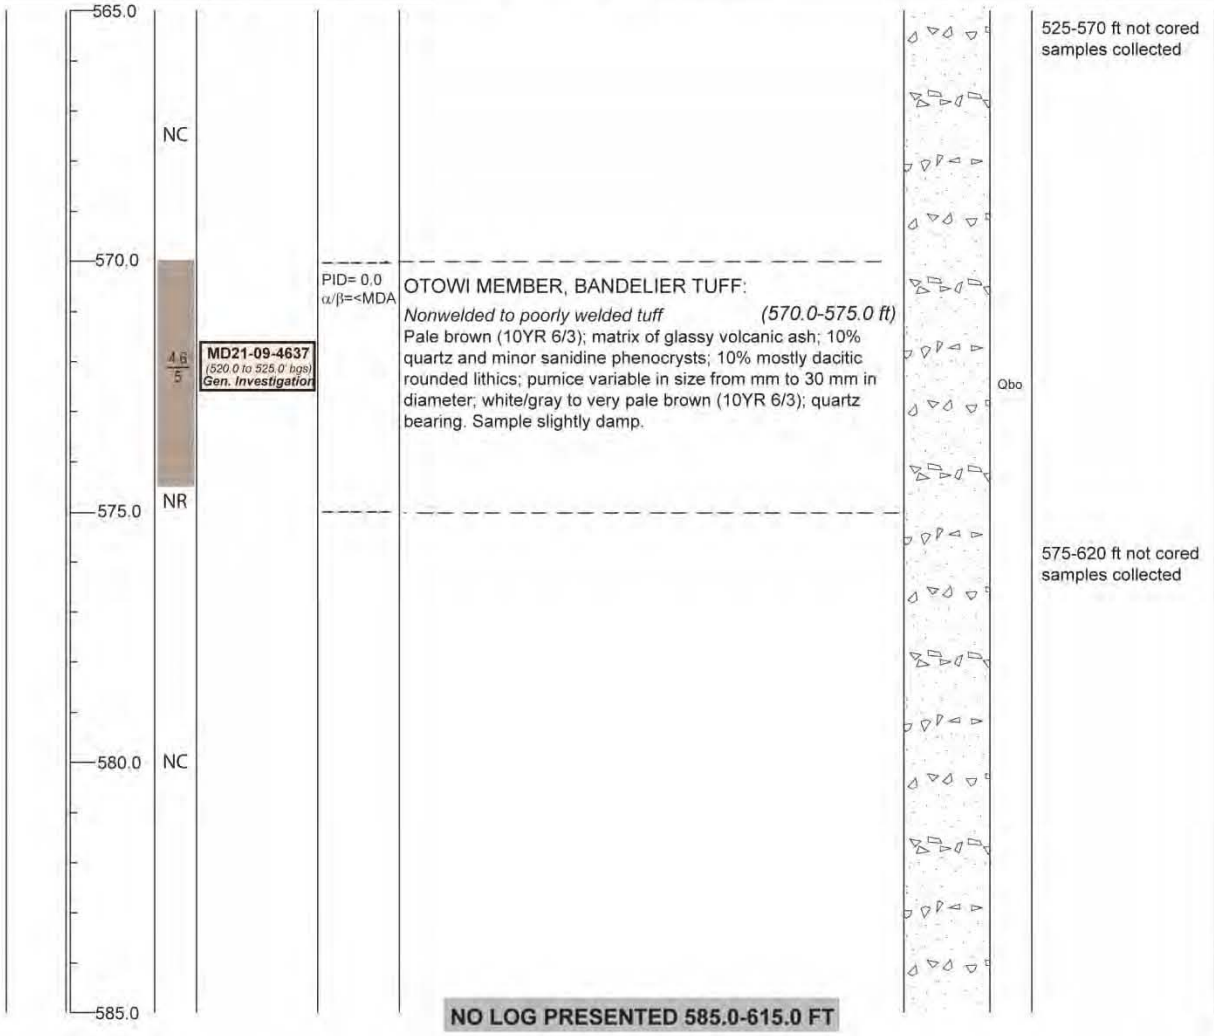 565.0
525-570 ft not cored
samples collected
NC
570.0
PID= 0.0
α/β=<MDA
OTOWI MEMBER, BANDELIER TUFF:
Nonwelded to poorly welded tuff (570.0-575.0 ft)
Pale brown (10YR 6/3); matrix of glassy volcanic ash; 10%
quartz and minor sanidine phenocrysts; 10% mostly dacitic
rounded lithics; pumice variable in size from mm to 30 mm in
diameter; white/gray to very pale brown (10YR 6/3); quartz
bearing. Sample slightly damp.
4.6
5
MD21-09-4637
(520.0 to 525.0' bgs)
Gen. Investigation
Qbo
NR
575.0
575-620 ft not cored
samples collected
580.0
NC
585.0
NO LOG PRESENTED 585.0-615.0 FT